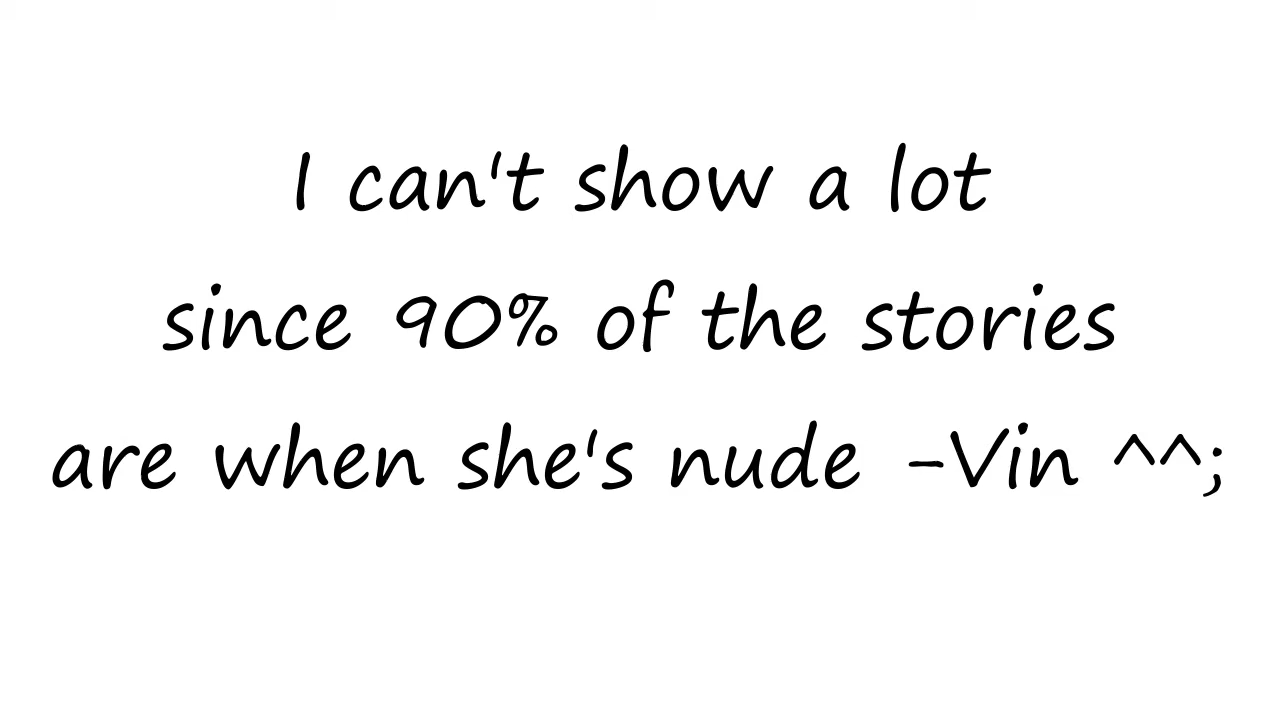 I can't show a lot
since 90% of the stories
are when she's nude -Vin ^^;